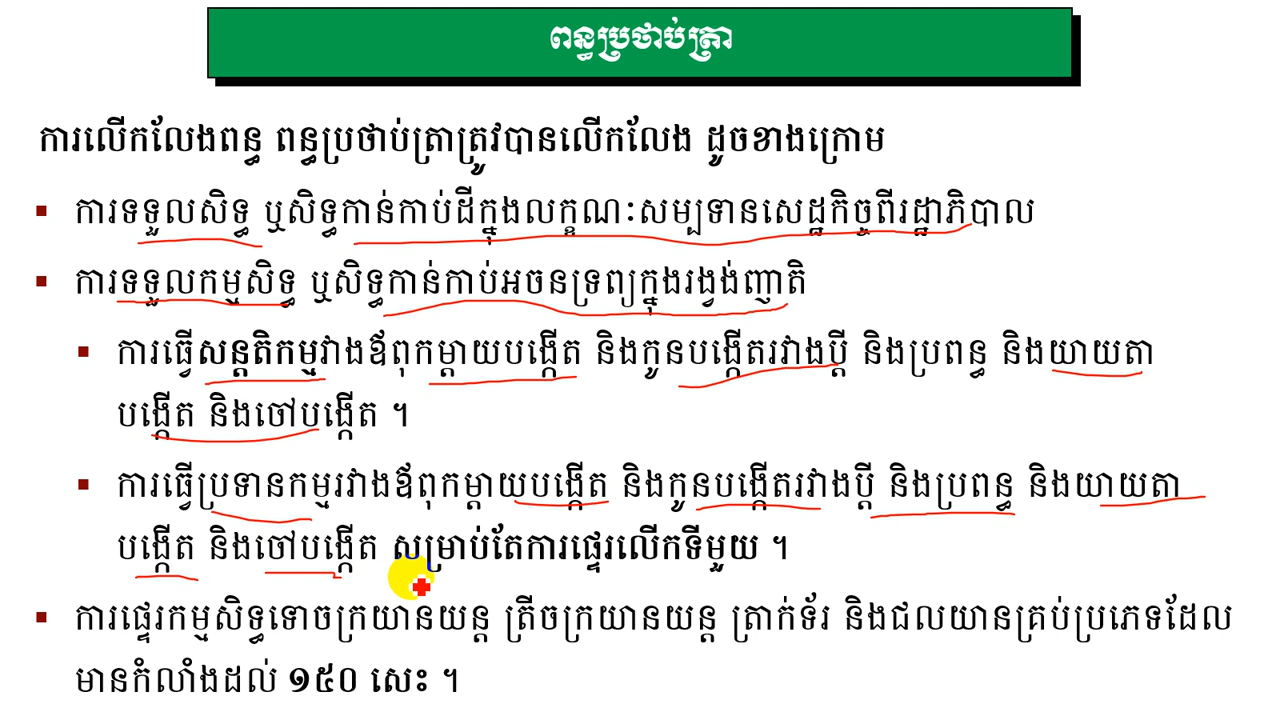 ពន្ធប្រថាប់ត្រា
ការលើកលែងពន្ធ ពន្ធប្រថាប់ត្រាត្រូវបានលើកលែង ដូចខាងក្រោម
▪ ការទទួលសិទ្ធ ឬសិទ្ធកាន់កាប់ដីក្នុងលក្ខណៈសម្បទានសេដ្ឋកិច្ចពីរដ្ឋាភិបាល
▪ ការទទួលកម្មសិទ្ធ ឬសិទ្ធកាន់កាប់អចនទ្រព្យក្នុងរង្វង់ញាតិ
▪ ការធ្វើសន្តតិកម្មវាងឪពុកម្តាយបង្កើត និងកូនបង្កើតរវាងប្តី និងប្រពន្ធ និងយាយតា
បង្កើត និងចៅបង្កើត ។
▪ ការធ្វើប្រទានកម្មរវាងឪពុកម្តាយបង្កើត និងកូនបង្កើតរវាងប្តី និងប្រពន្ធ និងយាយតា
បង្កើត និងចៅបង្កើត សម្រាប់តែការផ្ទេរលើកទីមួយ ។
▪ ការផ្ទេរកម្មសិទ្ធទោចក្រយានយន្ត ត្រីចក្រយានយន្ត ត្រាក់ទ័រ និងជលយានគ្រប់ប្រភេទដែល
មានកំលាំងដល់ ១៥០ សេះ ។